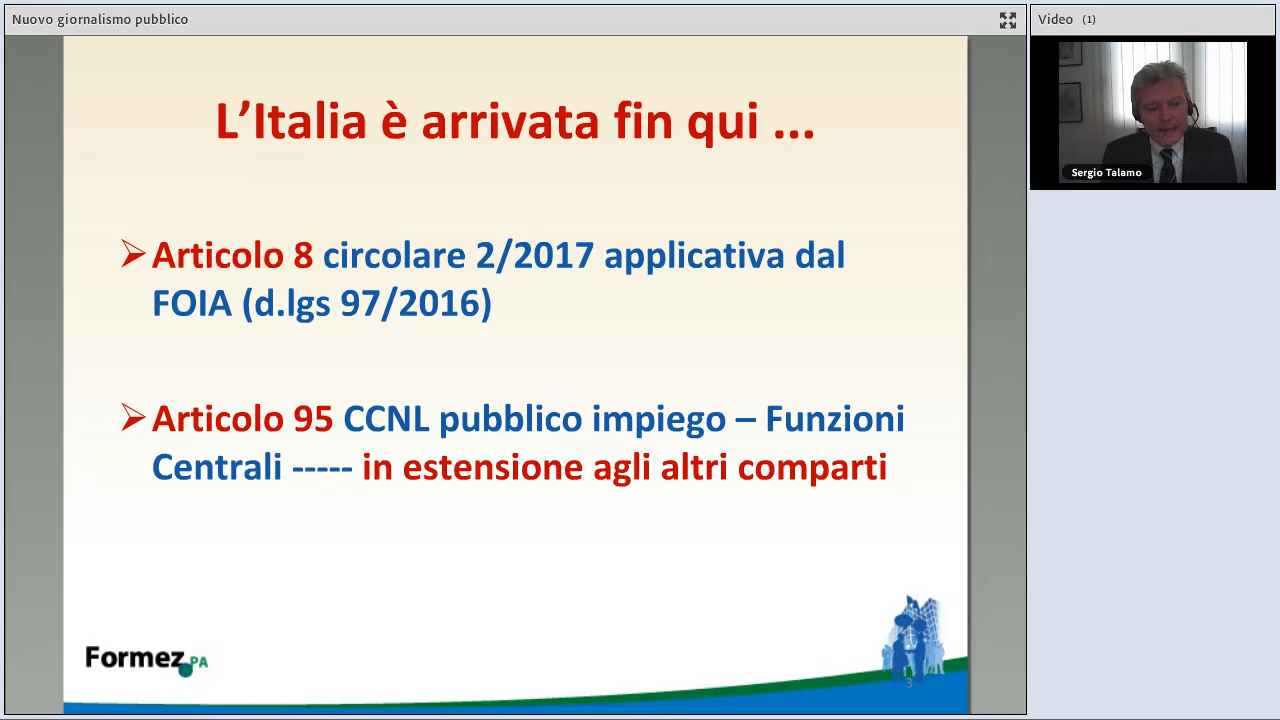 Nuovo giornalismo pubblico
Video (1)
Sergio Talamo
L’Italia è arrivata fin qui ...
Articolo 8 circolare 2/2017 applicativa dal
FOIA (d.lgs 97/2016)
Articolo 95 CCNL pubblico impiego – Funzioni
Centrali ----- in estensione agli altri comparti
Formez PA
3